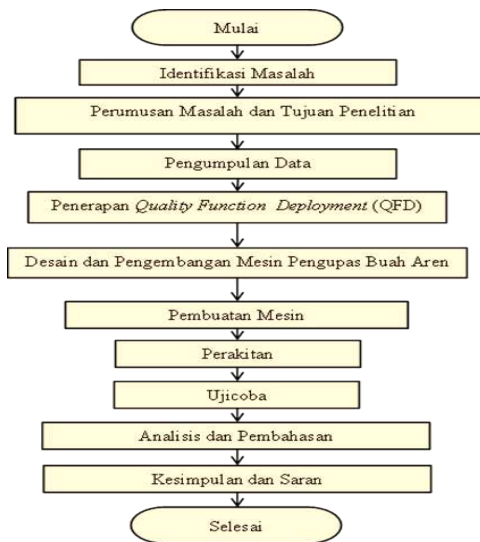 Mulai
Identifikasi Masalah
Perumusan Masalah dan Tujuan Penelitian
Pengumpulan Data
Penerapan Quality Function Deployment (QFD)
Desain dan Pengembangan Mesin Pengupas Buah Aren
Pembuatan Mesin
Perakitan
Ujicoba
Analisis dan Pembahasan
Kesimpulan dan Saran
Selesai